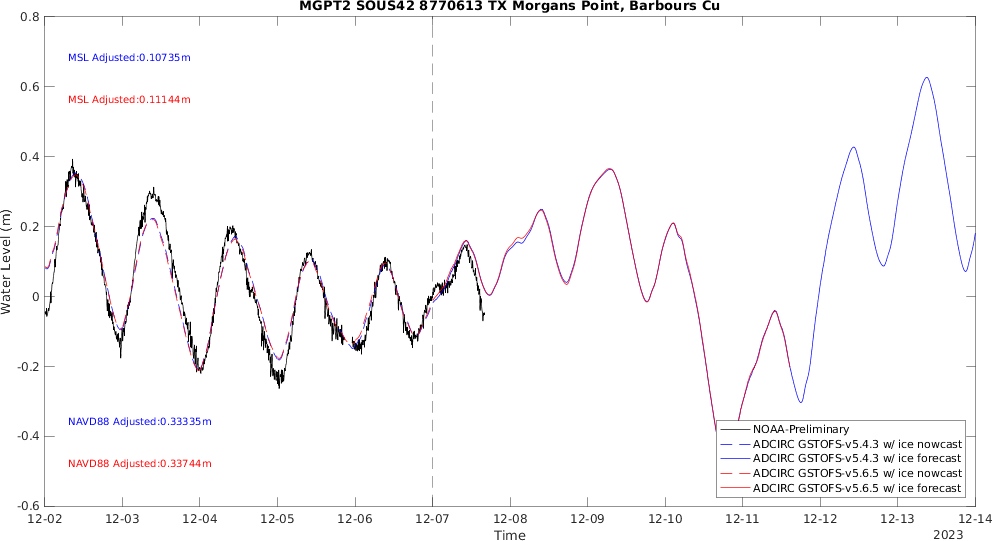 MGPT2 SOUS42 8770613 TX Morgans Point, Barbours Cu
0.8
0.6
0.4
0.2
0
-0.2
-0.4
-0.6
Water Level (m)
MSL Adjusted:0.10735m
MSL Adjusted:0.11144m
NAVD88 Adjusted:0.33335m
NAVD88 Adjusted:0.33744m
NOAA-Preliminary
ADCIRC GSTOFS-v5.4.3 w/ ice nowcast
ADCIRC GSTOFS-v5.4.3 w/ ice forecast
ADCIRC GSTOFS-v5.6.5 w/ ice nowcast
ADCIRC GSTOFS-v5.6.5 w/ ice forecast
12-02 12-03 12-04 12-05 12-06 12-07 12-08 12-09 12-10 12-11 12-12 12-13 12-14
Time
2023